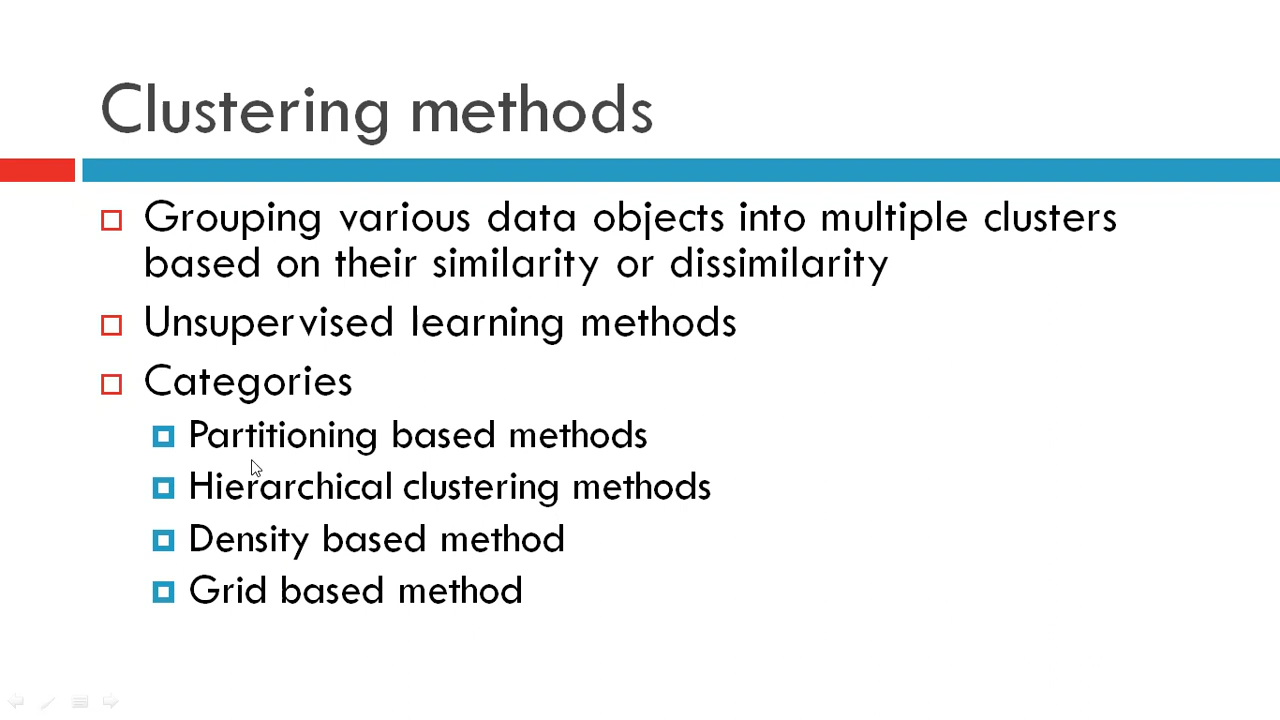 Clustering methods
Grouping various data objects into multiple clusters
based on their similarity or dissimilarity
Unsupervised learning methods
Categories
Partitioning based methods
Hierarchical clustering methods
Density based method
Grid based method